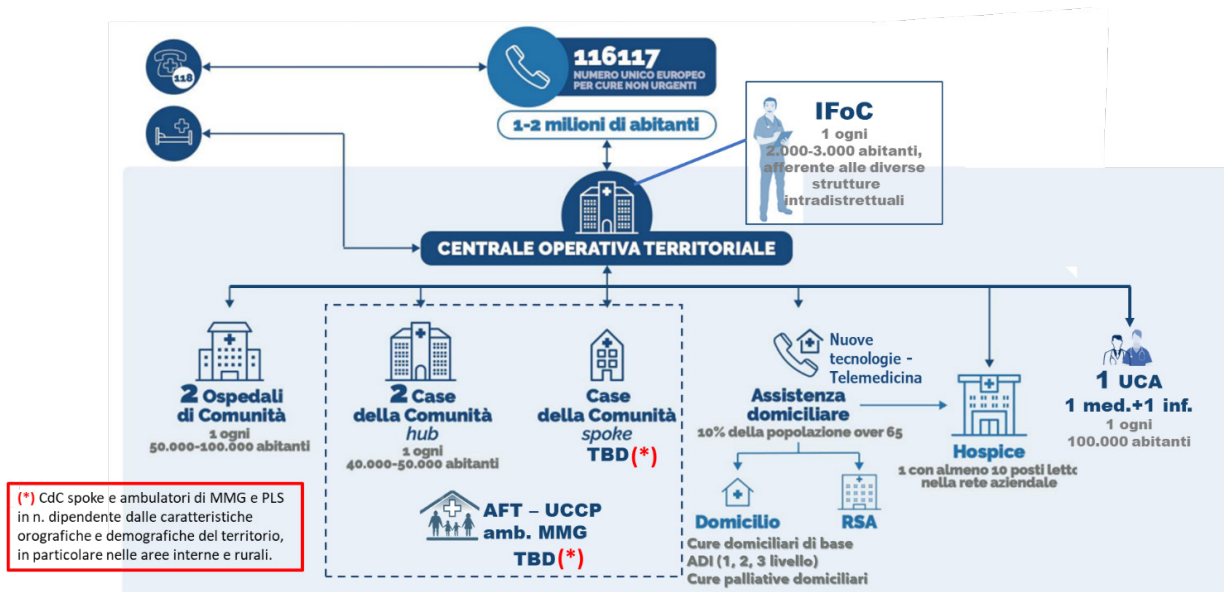 118
116117
NUMERO UNICO EUROPEO
PER CURE NON URGENTI
1-2 milioni di abitanti
IFoC
1 ogni
2.000-3.000 abitanti,
afferente alle diverse
strutture
intradistrettuali
CENTRALE OPERATIVA TERRITORIALE
2 Ospedali
di Comunità
1 ogni
50.000-100.000 abitanti
2 Case
della Comunità
hub
1 ogni
40.000-50.000 abitanti
Case
della Comunità
spoke
TBD(*)
AFT – UCCP
amb. MMG
TBD(*)
Nuove
tecnologie -
Telemedicina
Assistenza
domiciliare
10% della popolazione over 65
Domicilio
RSA
Cure domiciliari di base
ADI (1, 2, 3 livello)
Cure palliative domiciliari
Hospice
1 con almeno 10 posti letto
nella rete aziendale
1 UCA
1 med.+1 inf.
1 ogni
100.000 abitanti
(*) CdC spoke e ambulatori di MMG e PLS
in n. dipendente dalle caratteristiche
orografiche e demografiche del territorio,
in particolare nelle aree interne e rurali.